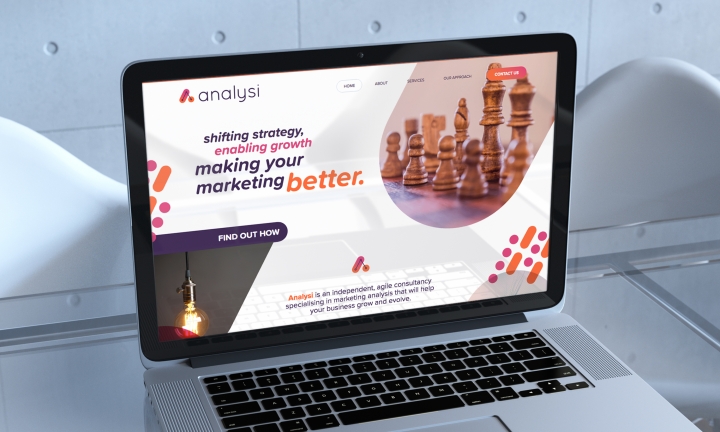 analysi
HOME
ABOUT
SERVICES
OUR APPROACH
CONTACT US
shifting strategy,
enabling growth
making your
marketing better.
FIND OUT HOW
Analysi is an independent, agile consultancy
specialising in marketing analysis that will help
your business grow and evolve.